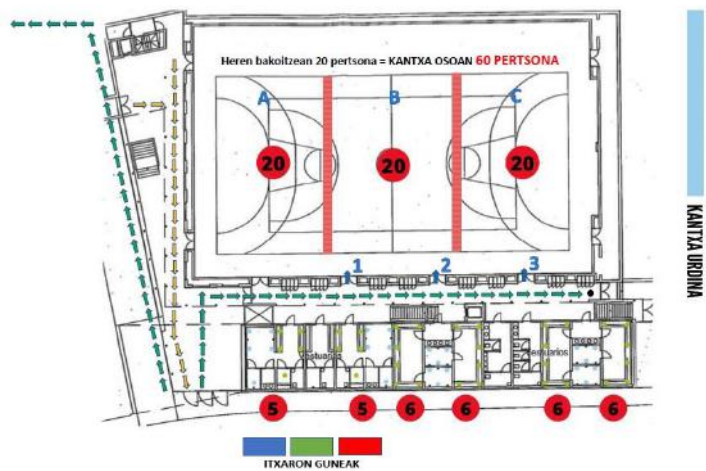 Heren bakoitzean 20 pertsona = KANTXA OSOAN 60 PERTSONA
A B C
20 20 20
1 2 3
vestuarios
vestuarios
5 5 6 6 6 6
ITXARON GUNEAK
KANTXA URDINA